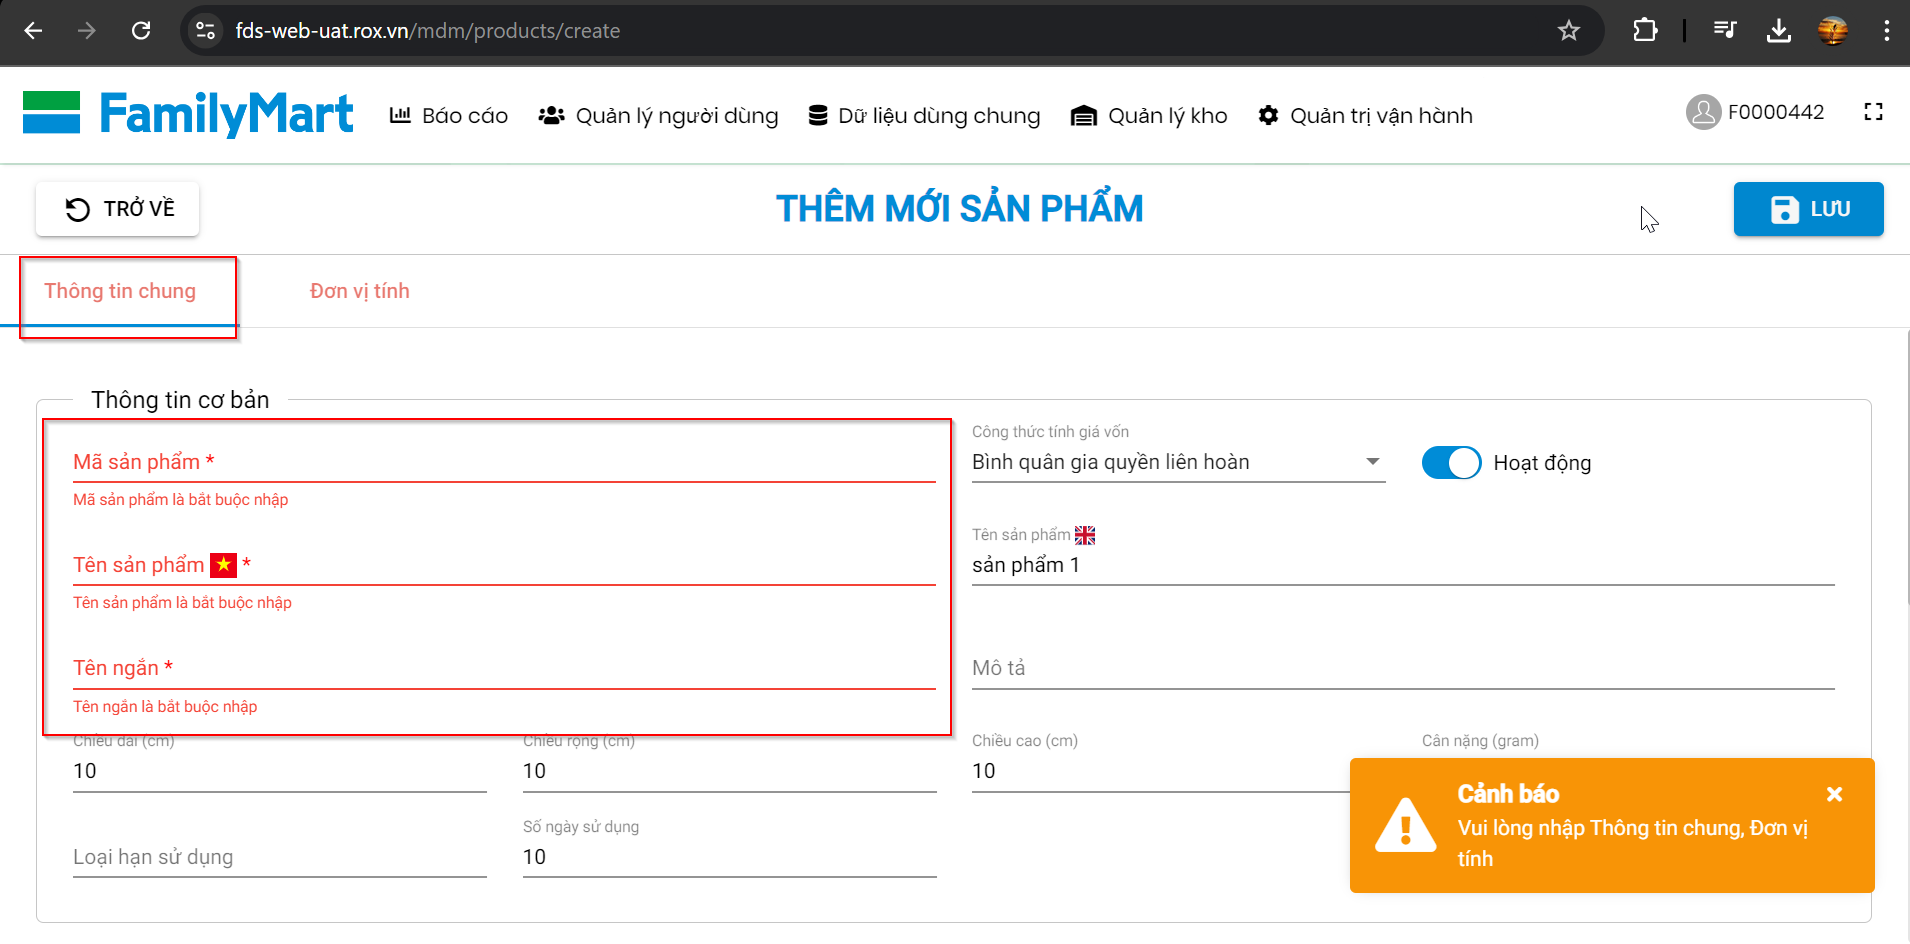 fds-web-uat.rox.vn/mdm/products/create
FamilyMart
Báo cáo
Quản lý người dùng
Dữ liệu dùng chung
Quản lý kho
Quản trị vận hành
F0000442
TRỞ VỀ
THÊM MỚI SẢN PHẨM
LƯU
Thông tin chung
Đơn vị tính
Thông tin cơ bản
Mã sản phẩm *
Mã sản phẩm là bắt buộc nhập
Công thức tính giá vốn
Bình quân gia quyền liên hoàn
Hoạt động
Tên sản phẩm *
Tên sản phẩm là bắt buộc nhập
Tên sản phẩm
sản phẩm 1
Tên ngắn *
Tên ngắn là bắt buộc nhập
Mô tả
Chiều dài (cm)
10
Chiều rộng (cm)
10
Chiều cao (cm)
10
Cân nặng (gram)
Loại hạn sử dụng
Số ngày sử dụng
10
Cảnh báo
Vui lòng nhập Thông tin chung, Đơn vị
tính